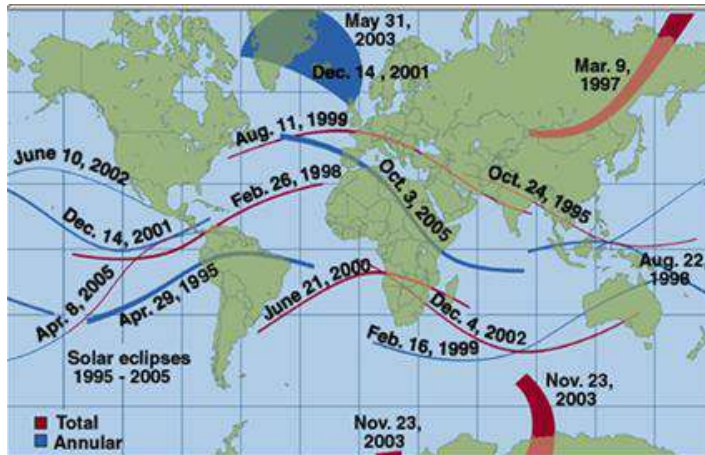 May 31,
2003
Dec. 14 , 2001
Mar. 9,
1997
Aug. 11, 1999
June 10, 2002
Feb. 26, 1998
Oct. 3, 2005
Oct. 24, 1995
Dec. 14, 2001
Aug. 22,
1998
Apr. 8, 2005
Apr. 29, 1995
June 21, 2000
Dec. 4, 2002
Feb. 16, 1999
Solar eclipses
1995 - 2005
Nov. 23,
2003
Total
Nov. 23,
2003
Annular